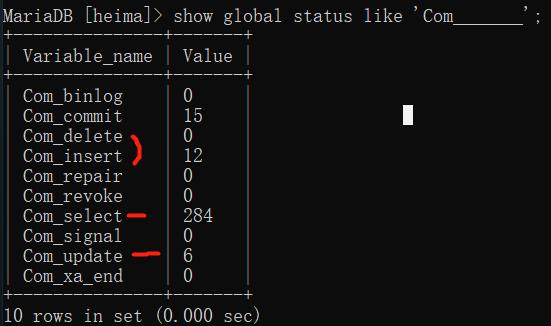 MariaDB [heima]> show global status like 'Com_______';
+---------------+-------+
| Variable_name | Value |
+---------------+-------+
| Com_binlog    | 0     |
| Com_commit    | 15    |
| Com_delete    | 0     |
| Com_insert    | 12    |
| Com_repair    | 0     |
| Com_revoke    | 0     |
| Com_select    | 284   |
| Com_signal    | 0     |
| Com_update    | 6     |
| Com_xa_end    | 0     |
+---------------+-------+
10 rows in set (0.000 sec)